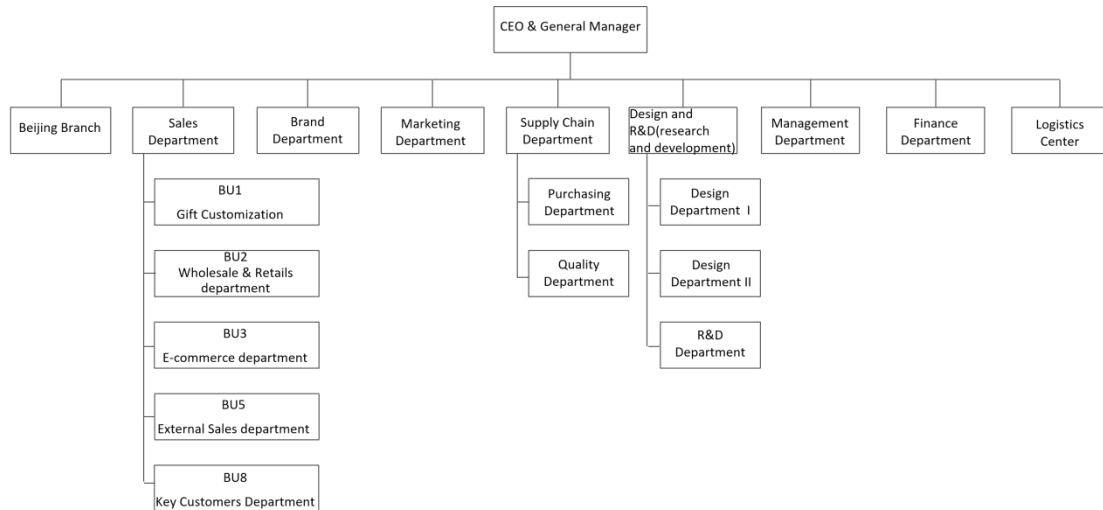 CEO & General Manager
Beijing Branch
Sales
Department
Brand
Department
Marketing
Department
Supply Chain
Department
Design and
R&D(research
and development)
Management
Department
Finance
Department
Logistics
Center
BU1
Gift Customization
BU2
Wholesale & Retails
department
BU3
E-commerce department
BU5
External Sales department
BU8
Key Customers Department
Purchasing
Department
Quality
Department
Design
Department I
Design
Department II
R&D
Department